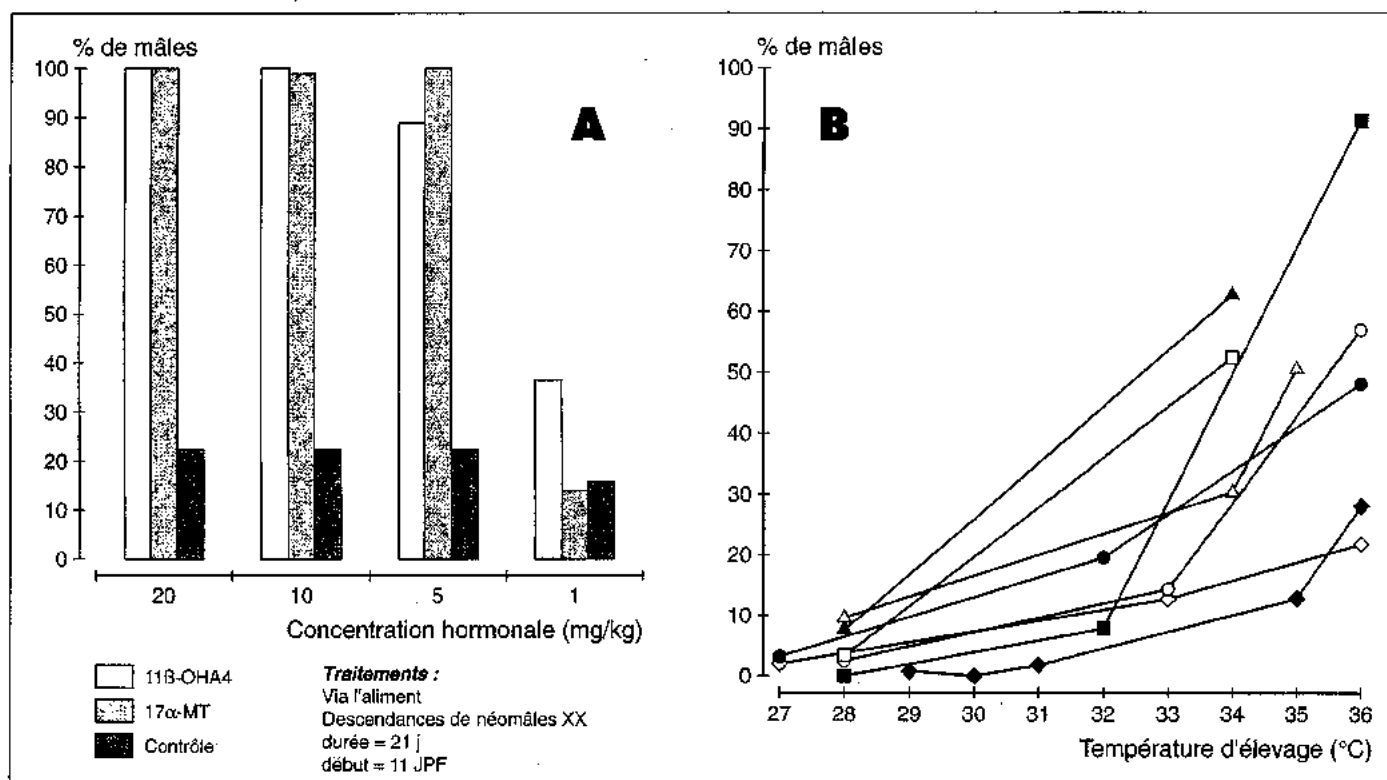 % de mâles
100
90
80
70
60
50
40
30
20
10
0
A
20 10 5 1
Concentration hormonale (mg/kg)
11β-OHA4
17α-MT
Contrôle
Traitements :
Via l'aliment
Descendances de néomâles XX
durée = 21 j
début = 11 JPF
% de mâles
100
90
80
70
60
50
40
30
20
10
0
B
27 28 29 30 31 32 33 34 35 36
Température d'élevage (°C)